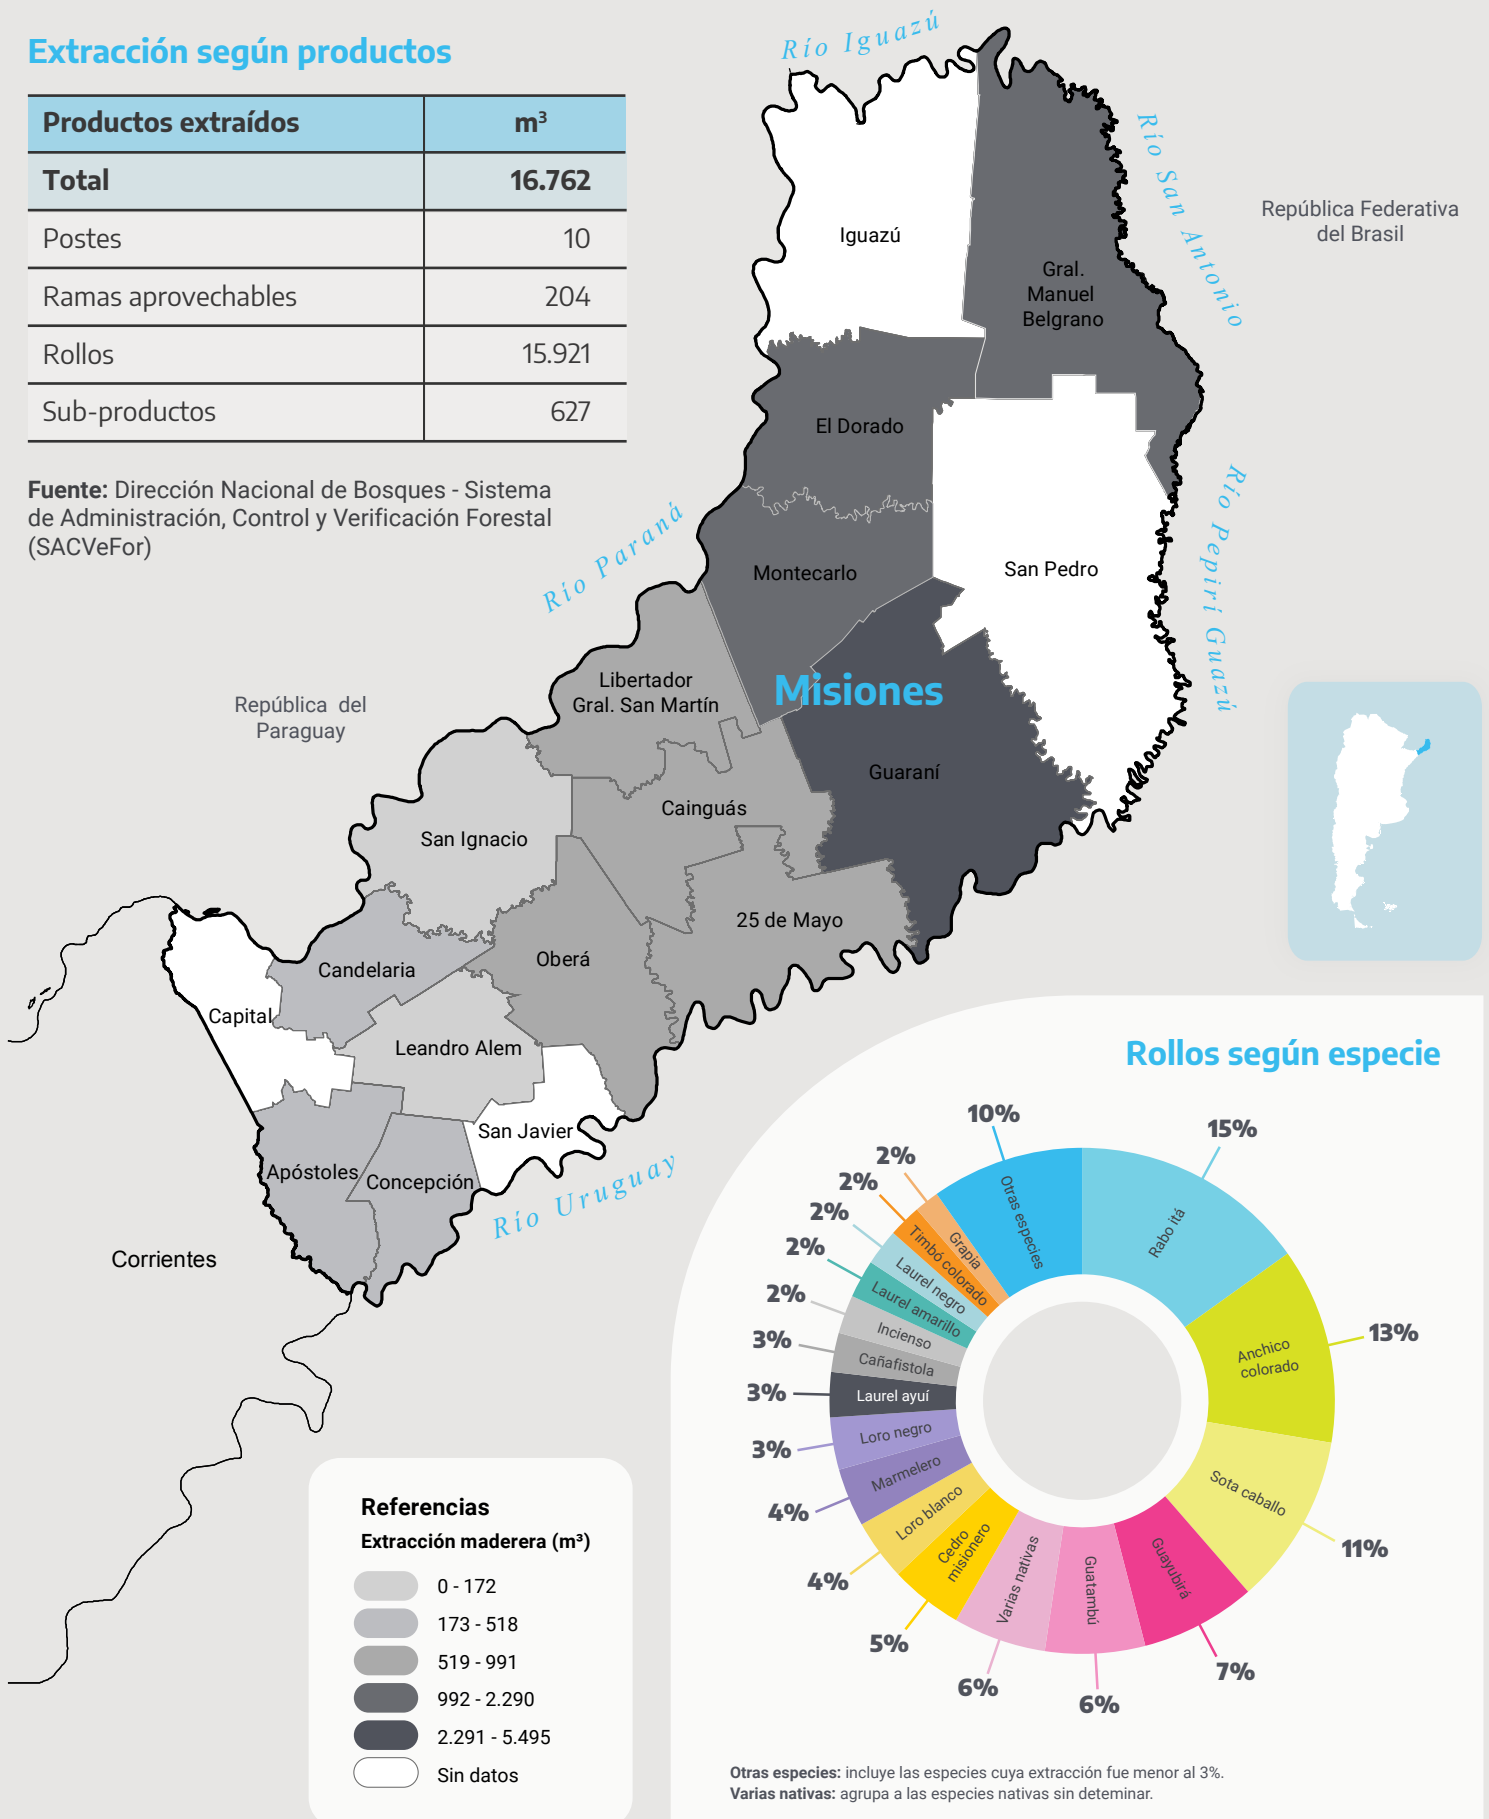 Extracción según productos
Productos extraídos m³
Total 16.762
Postes 10
Ramas aprovechables 204
Rollos 15.921
Sub-productos 627
Fuente: Dirección Nacional de Bosques - Sistema
de Administración, Control y Verificación Forestal
(SACVeFor)
Río Iguazú
Río San Antonio
República Federativa
del Brasil
Iguazú
Gral.
Manuel
Belgrano
El Dorado
Río Paraná
Montecarlo
San Pedro
Río Pepirí Guazú
Libertador
Gral. San Martín
Misiones
República del
Paraguay
Guaraní
Cainguás
San Ignacio
25 de Mayo
Oberá
Candelaria
Capital
Leandro Alem
San Javier
Apóstoles
Concepción
Río Uruguay
Corrientes
Referencias
Extracción maderera (m³)
0 - 172
173 - 518
519 - 991
992 - 2.290
2.291 - 5.495
Sin datos
Rollos según especie
15%
Rabo itá
13%
Anchico
colorado
11%
Sota caballo
7%
Guayubirá
6%
Guatambú
6%
Varias nativas
5%
Cedro
misionero
4%
Loro blanco
4%
Marmelero
3%
Loro negro
3%
Laurel ayuí
3%
Cañafistola
2%
Incienso
2%
Laurel amarillo
2%
Laurel negro
2%
Timbó colorado
2%
Grapia
10%
Otras especies
Otras especies: incluye las especies cuya extracción fue menor al 3%.
Varias nativas: agrupa a las especies nativas sin deteminar.